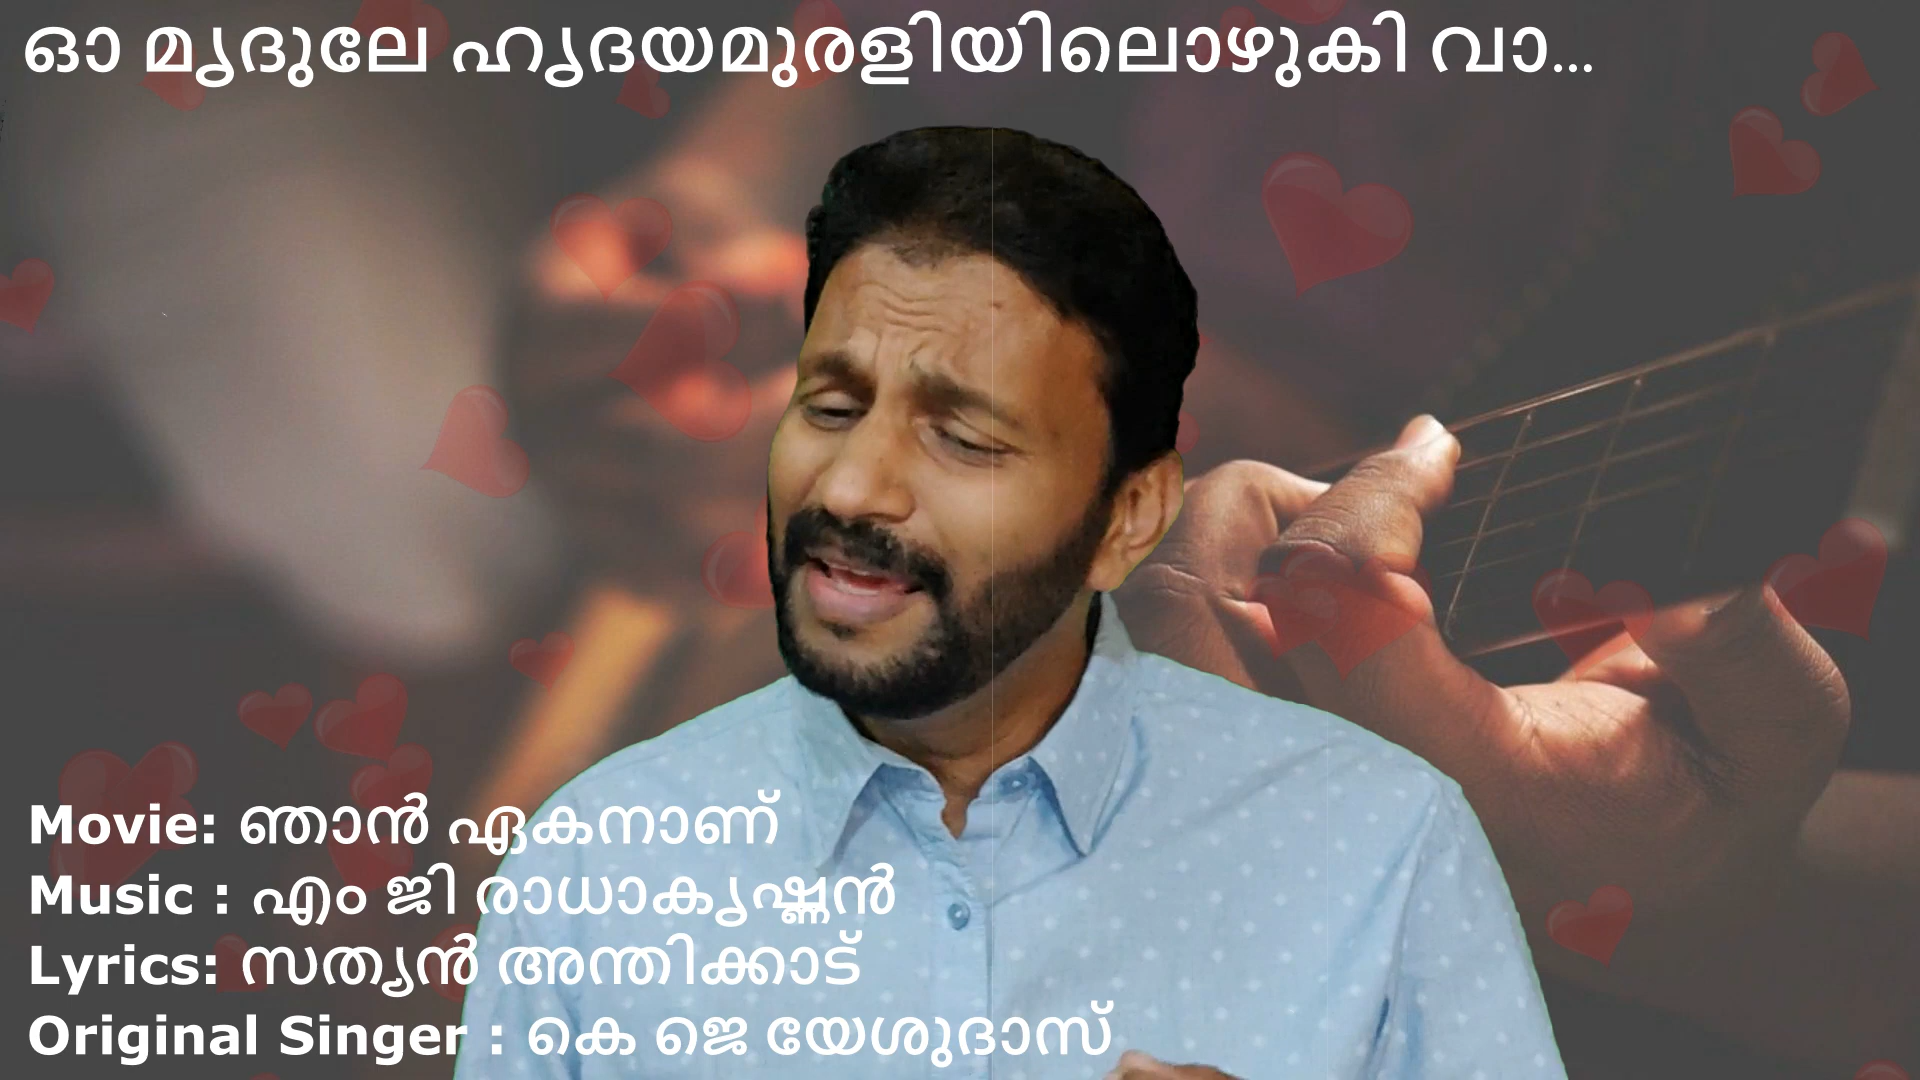 ഓ മൃദുലേ ഹൃദയമുരളിയിലൊഴുകി വാ...
Movie: ഞാൻ ഏകനാണ്
Music : എം ജി രാധാകൃഷ്ണൻ
Lyrics: സത്യൻ അന്തിക്കാട്
Original Singer : കെ ജെ യേശുദാസ്